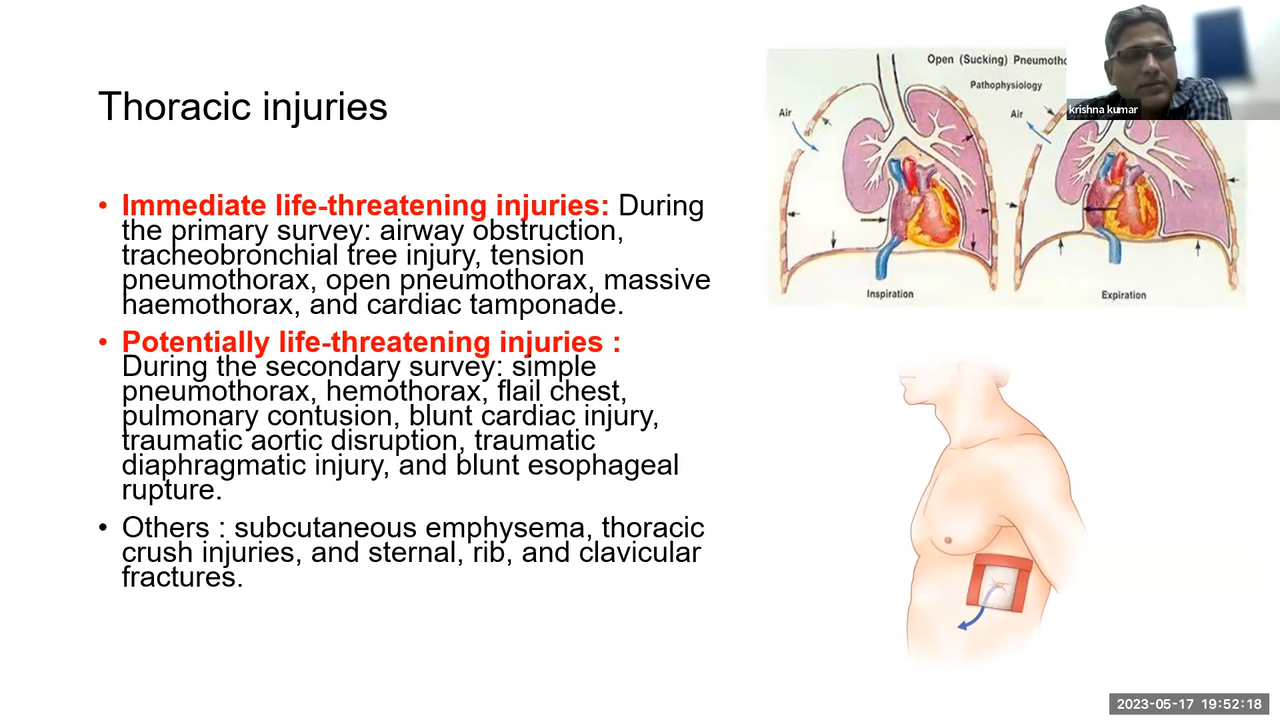 Thoracic injuries
• Immediate life-threatening injuries: During
the primary survey: airway obstruction,
tracheobronchial tree injury, tension
pneumothorax, open pneumothorax, massive
haemothorax, and cardiac tamponade.
• Potentially life-threatening injuries :
During the secondary survey: simple
pneumothorax, hemothorax, flail chest,
pulmonary contusion, blunt cardiac injury,
traumatic aortic disruption, traumatic
diaphragmatic injury, and blunt esophageal
rupture.
• Others : subcutaneous emphysema, thoracic
crush injuries, and sternal, rib, and clavicular
fractures.
Open (Sucking) Pneumotho
Pathophysiology
Air
Air
Inspiration
Expiration
krishna kumar
2023-05-17 19:52:18